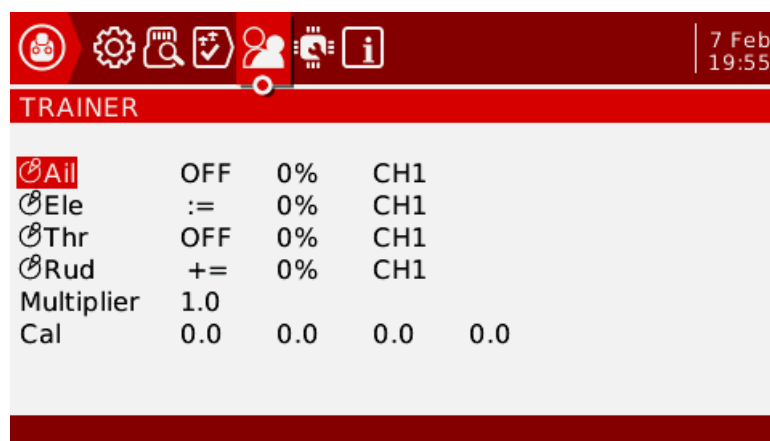 7 Feb
19:55
TRAINER
Ail OFF 0% CH1
Ele := 0% CH1
Thr OFF 0% CH1
Rud += 0% CH1
Multiplier 1.0
Cal 0.0 0.0 0.0 0.0